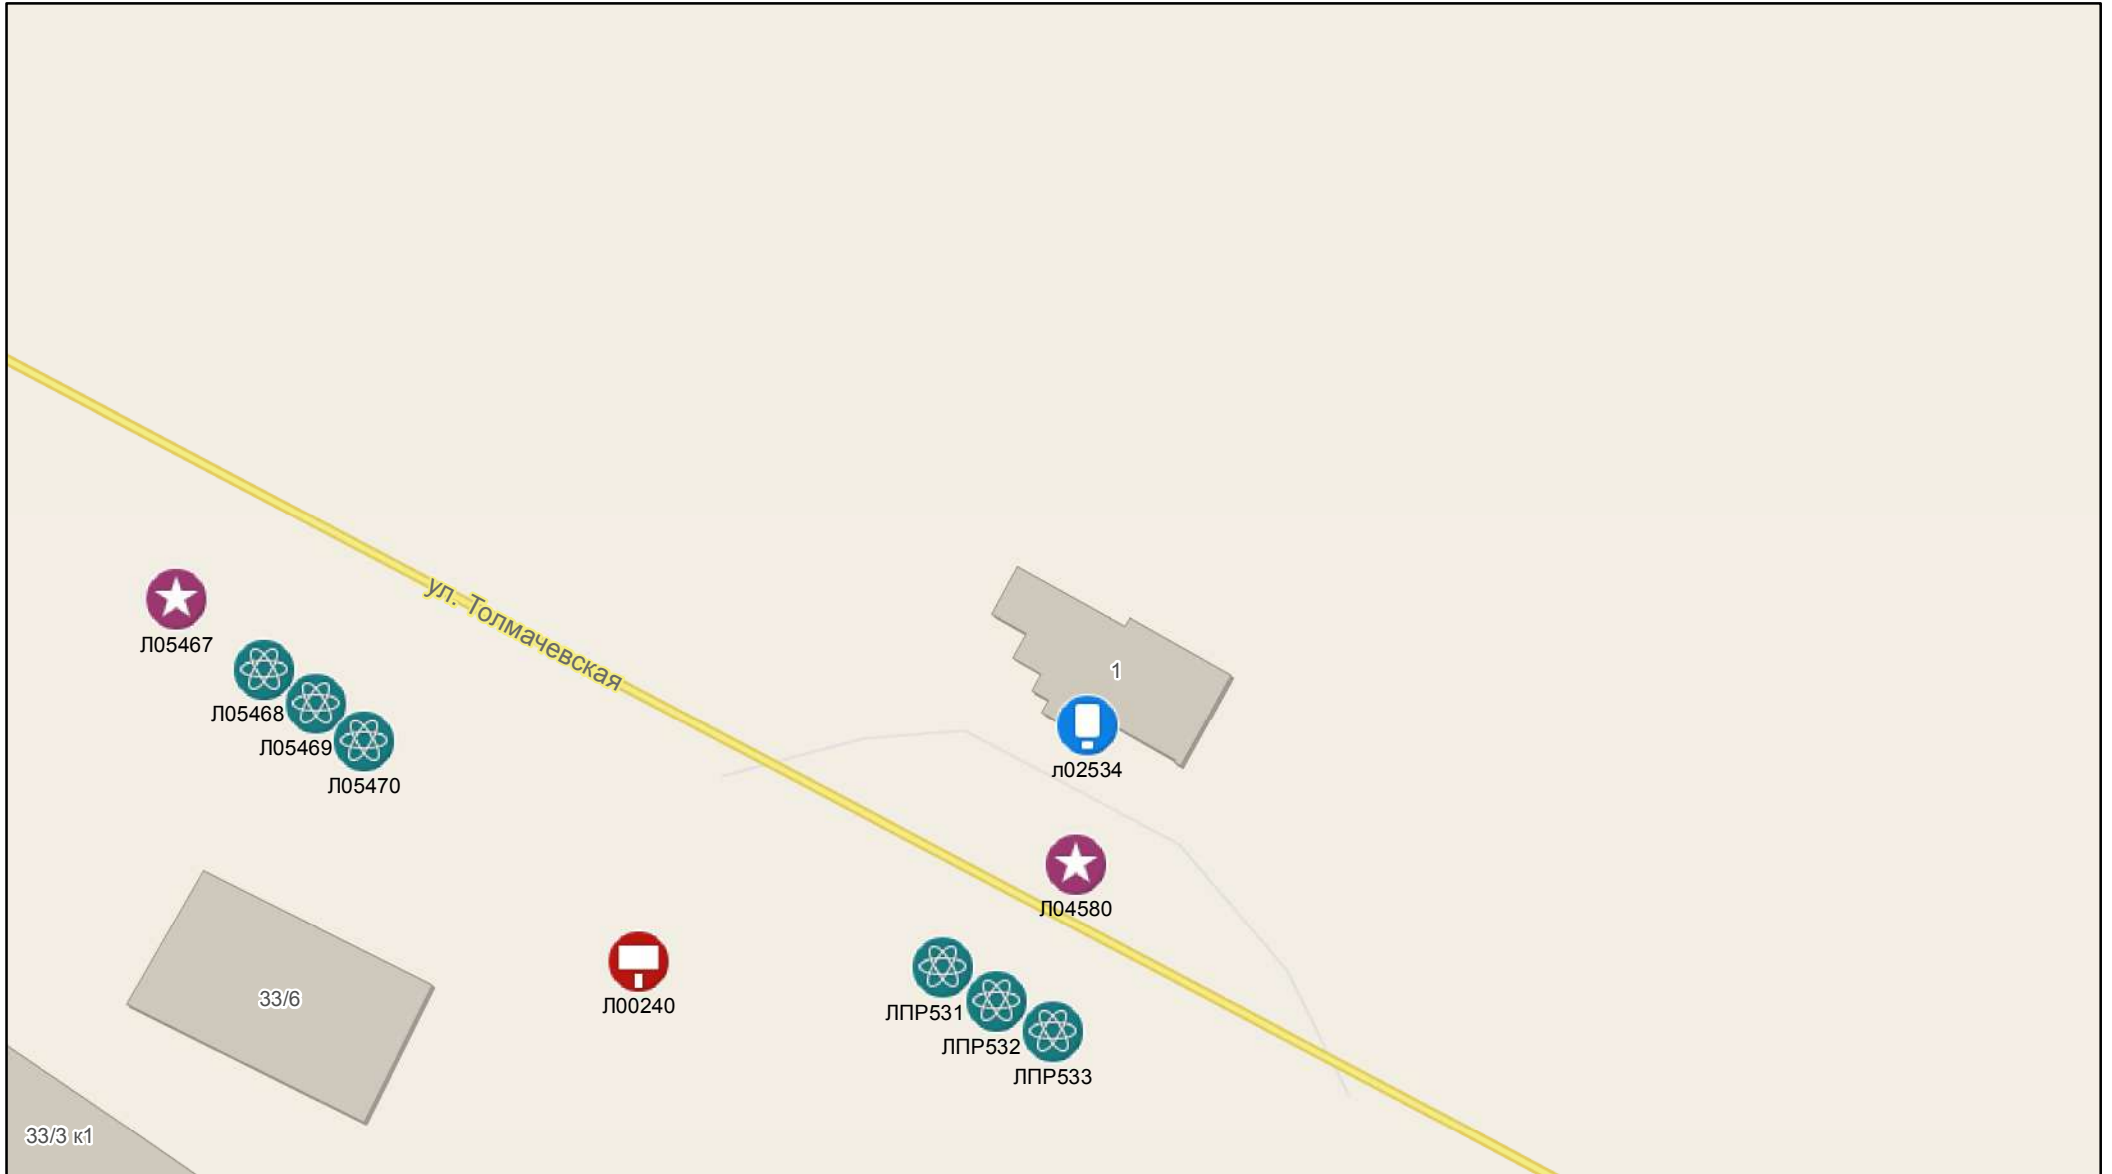 ул. Толмачевская
Л05467
1
Л05468
Л05469
л02534
Л05470
Л04580
33/6
Л00240
ЛПР531
ЛПР532
ЛПР533
33/3 к1